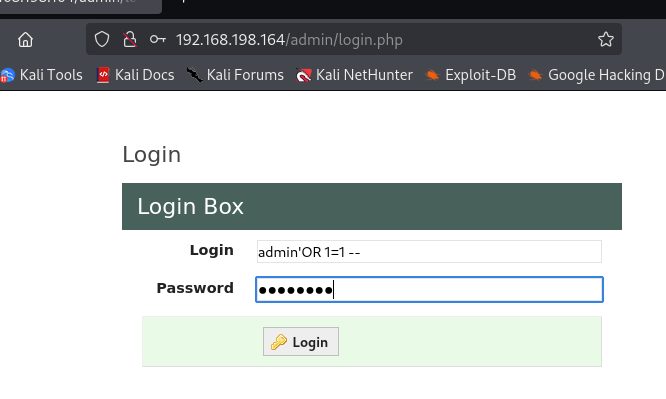 192.168.198.164/admin/login.php
Kali Tools Kali Docs Kali Forums Kali NetHunter Exploit-DB Google Hacking D
Login
Login Box
Login admin'OR 1=1 --
Password ●●●●●●●●
Login